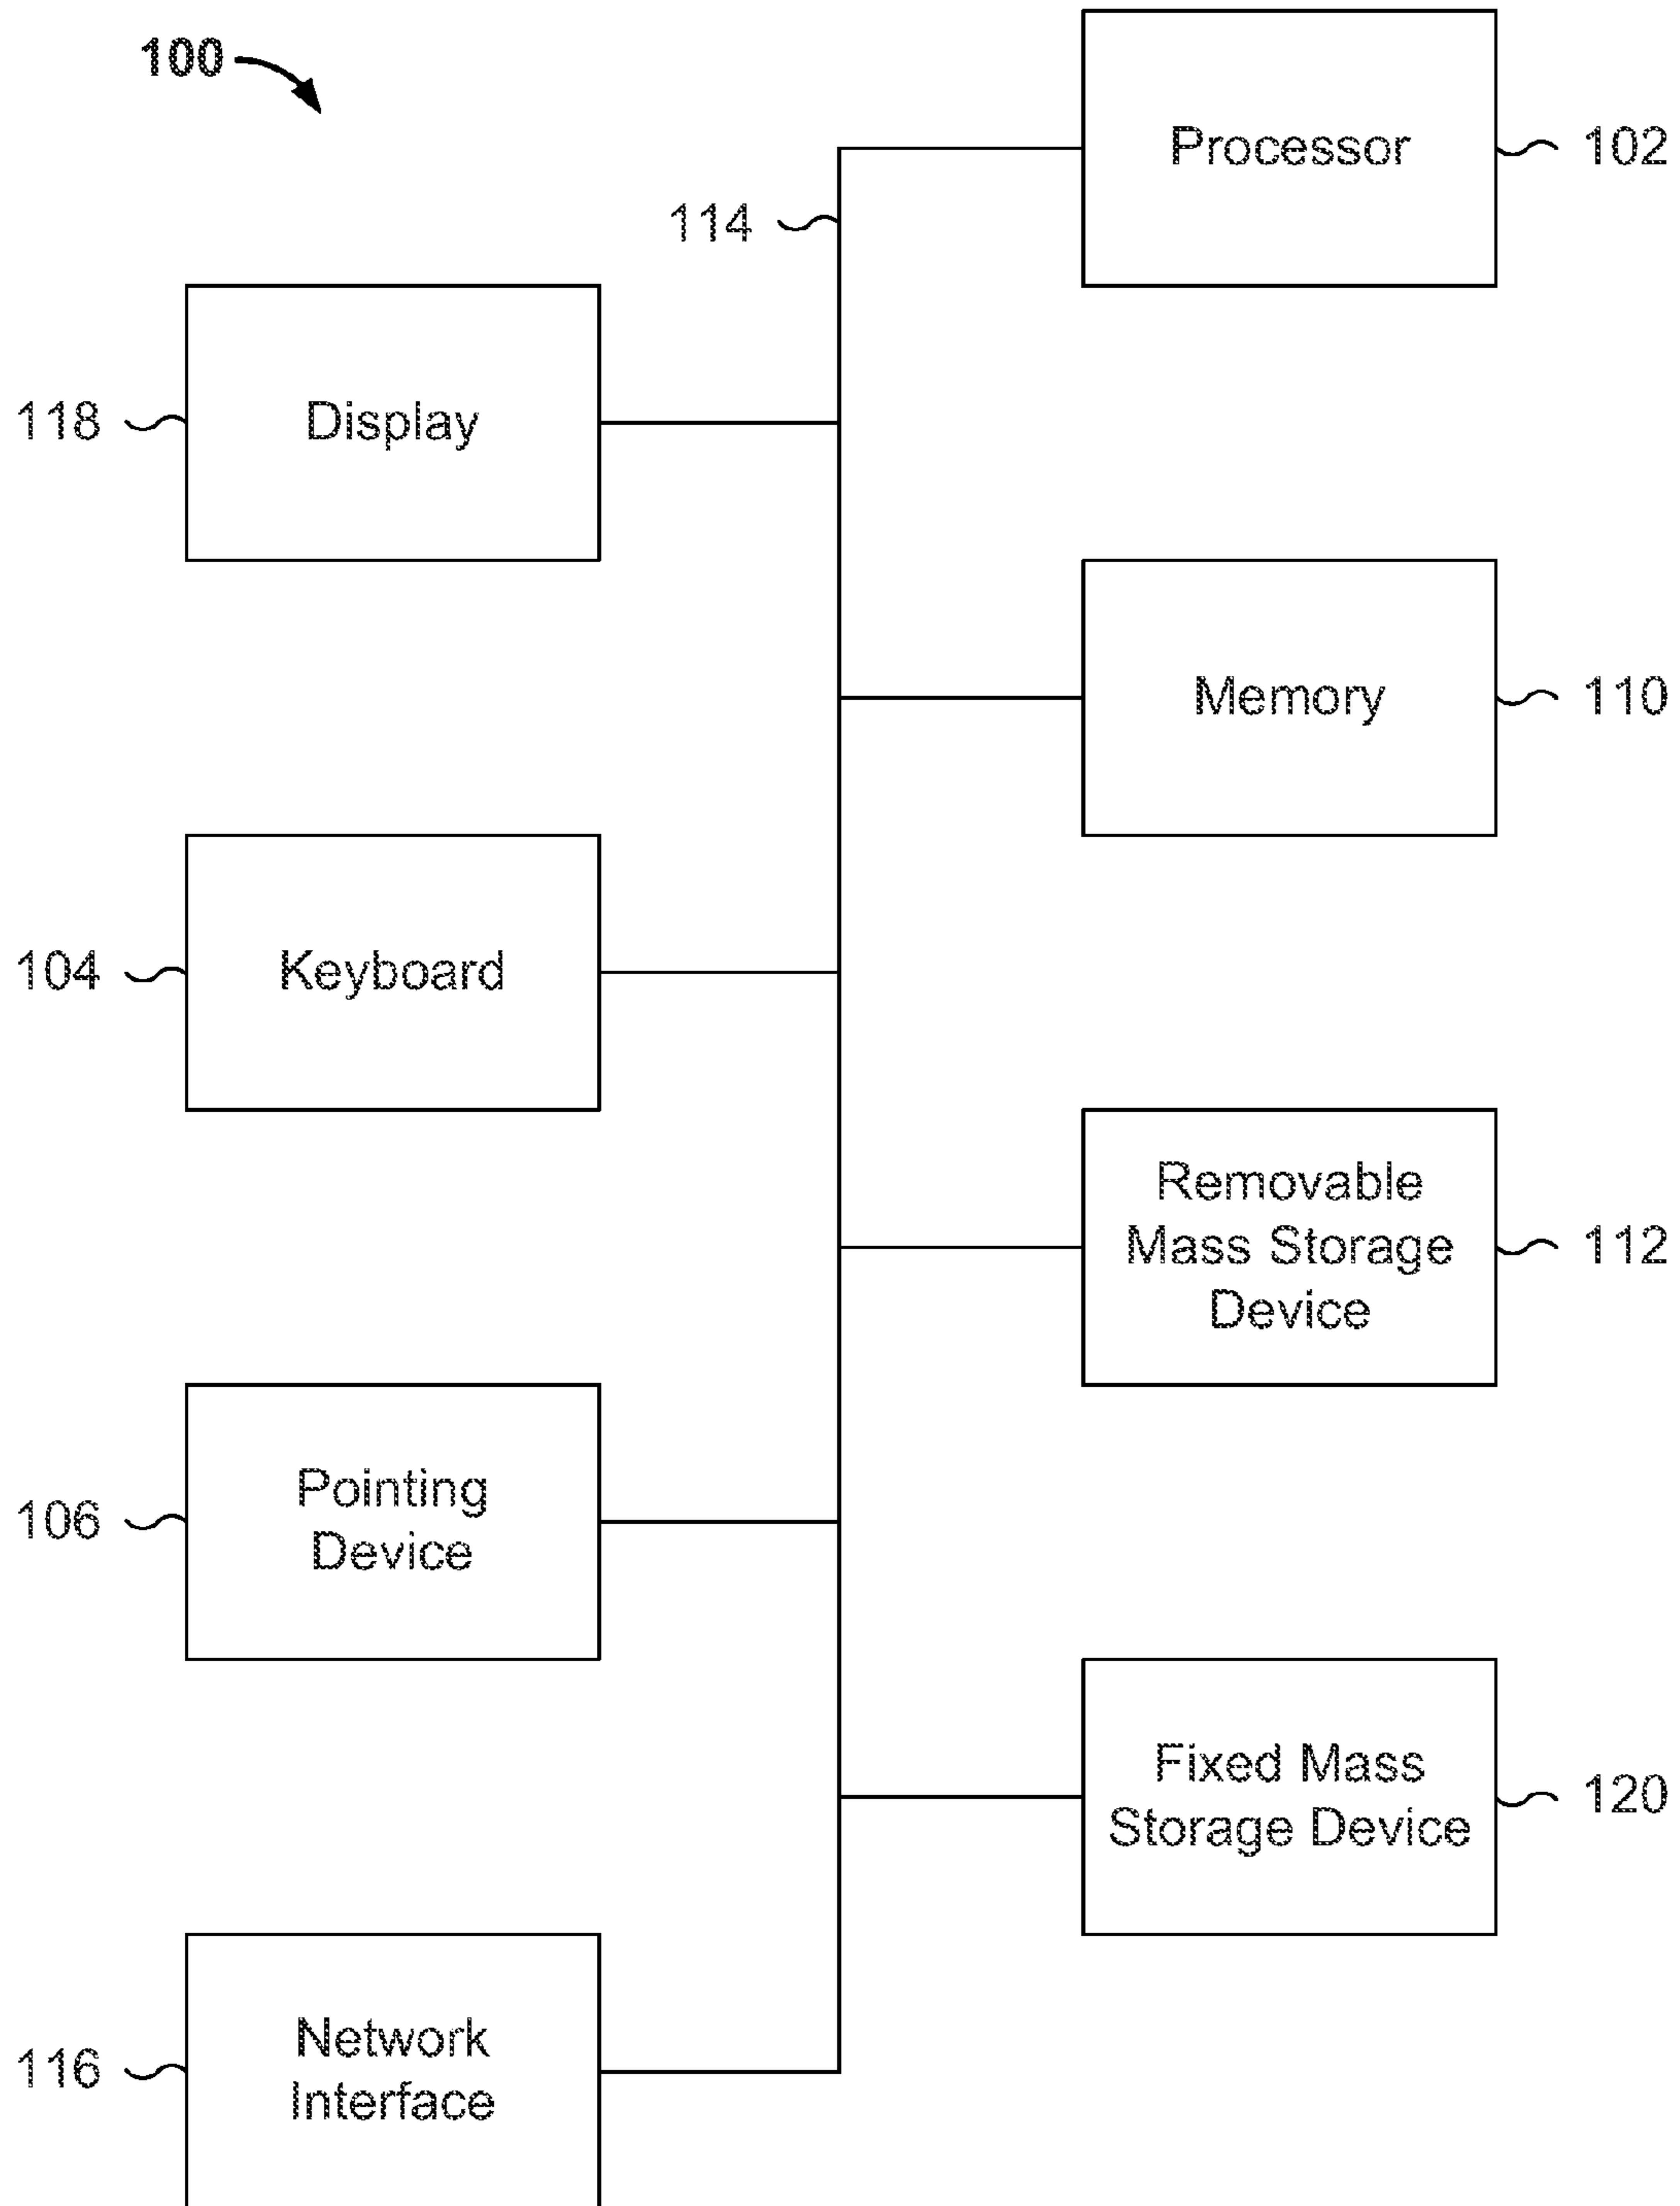 100
Processor
102
114
118
Display
Memory
110
104
Keyboard
Removable
Mass Storage
Device
112
106
Pointing
Device
Fixed Mass
Storage Device
120
116
Network
Interface